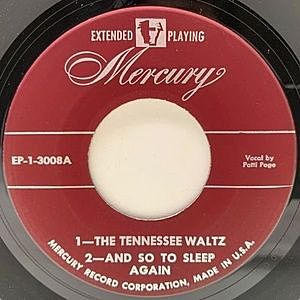 EXTENDED PLAYING
Mercury
EP-1-3008A
Vocal by
Patti Page
1—THE TENNESSEE WALTZ
2—AND SO TO SLEEP
AGAIN
MERCURY RECORD CORPORATION, MADE IN U.S.A.